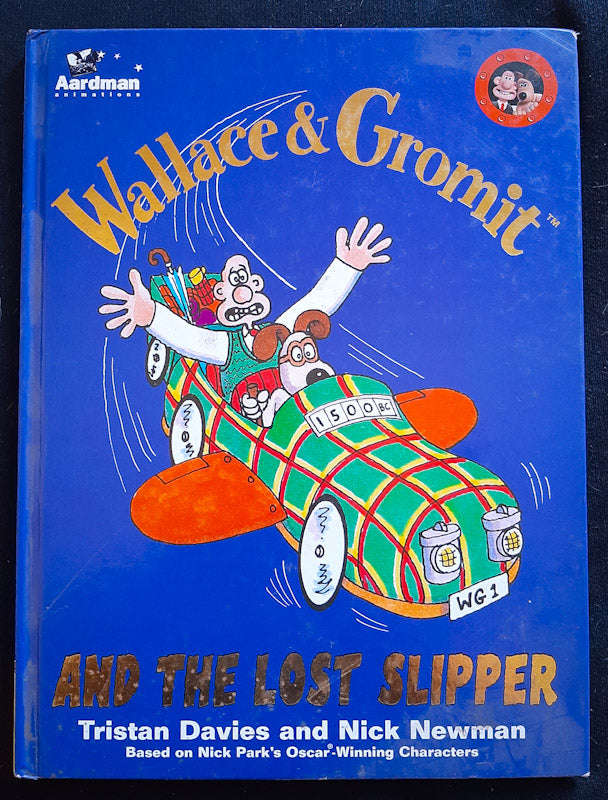 Aardman
animations
Wallace & Gromit™
1500 BC
WG 1
AND THE LOST SLIPPER
Tristan Davies and Nick Newman
Based on Nick Park's Oscar®-Winning Characters